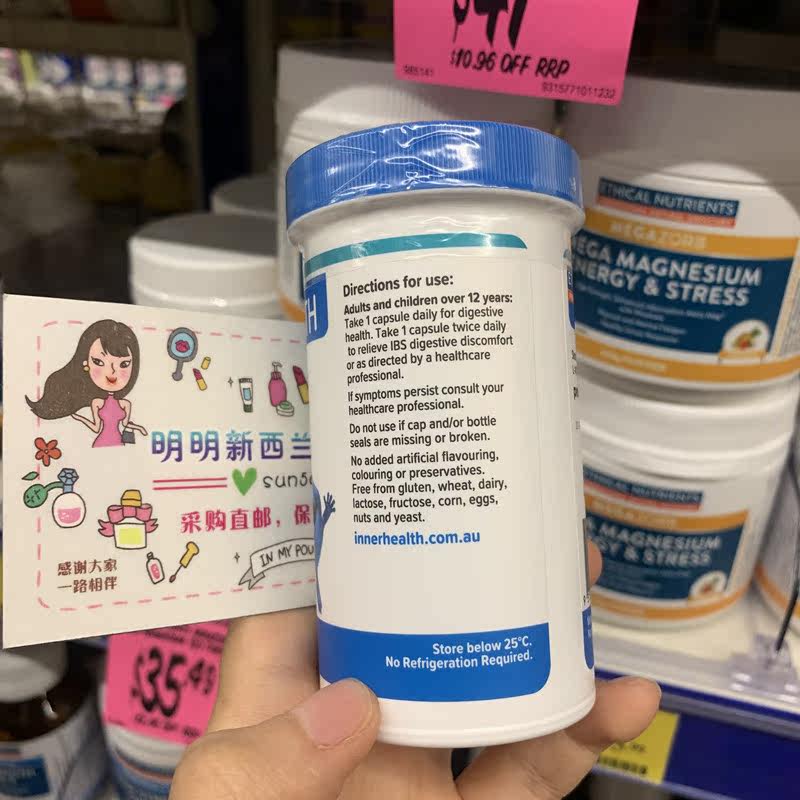 $10.96 OFF RRP
9315771011232
ETHICAL NUTRIENTS
MEGAZORB
MEGA MAGNESIUM
ENERGY & STRESS
Directions for use:
Adults and children over 12 years:
Take 1 capsule daily for digestive
health. Take 1 capsule twice daily
to relieve IBS digestive discomfort
or as directed by a healthcare
professional.
If symptoms persist consult your
healthcare professional.
Do not use if cap and/or bottle
seals are missing or broken.
No added artificial flavouring,
colouring or preservatives.
Free from gluten, wheat, dairy,
lactose, fructose, corn, eggs,
nuts and yeast.
innerhealth.com.au
Store below 25°C.
No Refrigeration Required.
明明新西兰
采购直邮，保
IN MY POU
感谢大家
一路相伴
ETHICAL NUTRIENTS
MAGNESIUM
& STRESS
$35.49